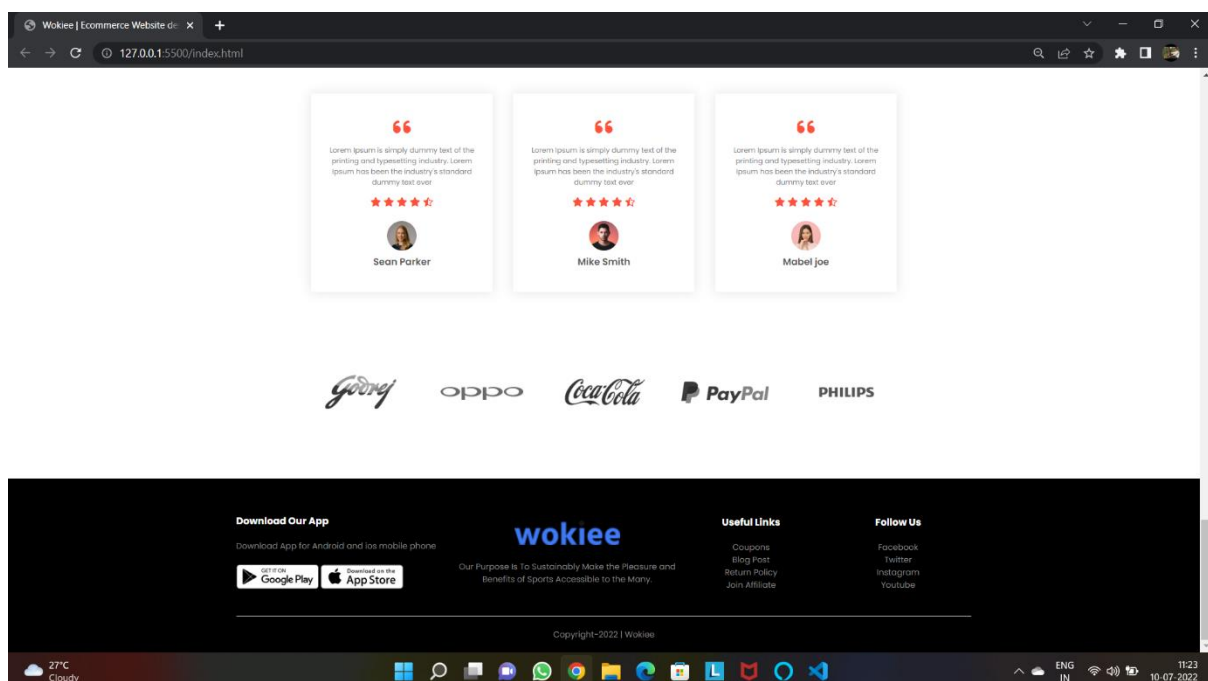 Wokiee | Ecommerce Website de
127.0.0.1:5500/index.html
Lorem Ipsum is simply dummy text of the
printing and typesetting industry. Lorem
Ipsum has been the industry's standard
dummy text ever
Sean Parker
Lorem Ipsum is simply dummy text of the
printing and typesetting industry. Lorem
Ipsum has been the industry's standard
dummy text ever
Mike Smith
Lorem Ipsum is simply dummy text of the
printing and typesetting industry. Lorem
Ipsum has been the industry's standard
dummy text ever
Mabel joe
Godrej
oppo
Coca-Cola
PayPal
PHILIPS
Download Our App
Download App for Android and ios mobile phone
GET IT ON
Google Play
Download on the
App Store
wokiee
Our Purpose Is To Sustainably Make the Pleasure and
Benefits of Sports Accessible to the Many.
Useful Links
Coupons
Blog Post
Return Policy
Join Affiliate
Follow Us
Facebook
Twitter
Instagram
Youtube
Copyright-2022 | Wokiee
27°C
Cloudy
L
ENG
IN
11:23
10-07-2022